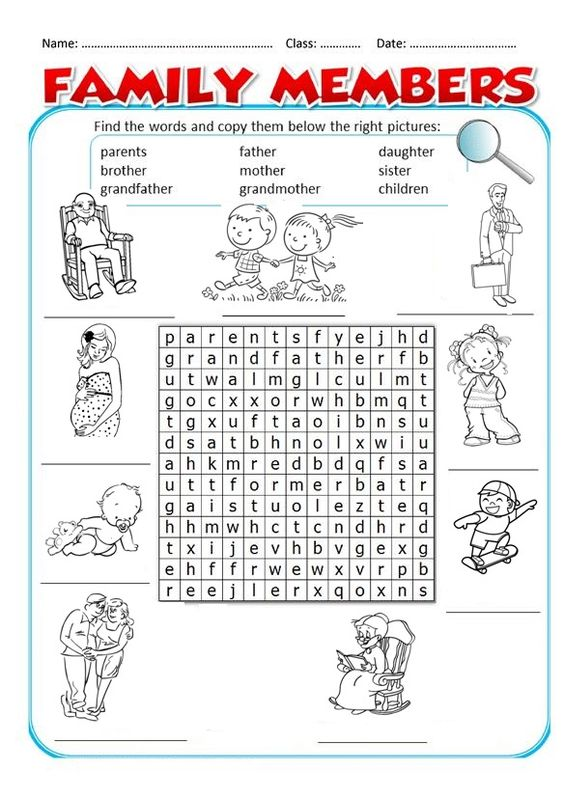 Name: ................................................................ Class: ............. Date: ..................................
FAMILY MEMBERS
Find the words and copy them below the right pictures:
parents father daughter
brother mother sister
grandfather grandmother children
p a r e n t s f y e j h d
g r a n d f a t h e r f b
u t w a l m g l c u l m t
g o c x x o r w h b m q t
t g x u f t a o i b n s u
d s a t b h n o l x w i u
a h k m r e d b d q f s a
u t t f o r m e r b a t r
g a i s t u o l e z t e q
h h m w h c t c n d h r d
t x i j e v h b v g e x g
e h f f r w e w x v r p b
r e e j l e r x q o x n s